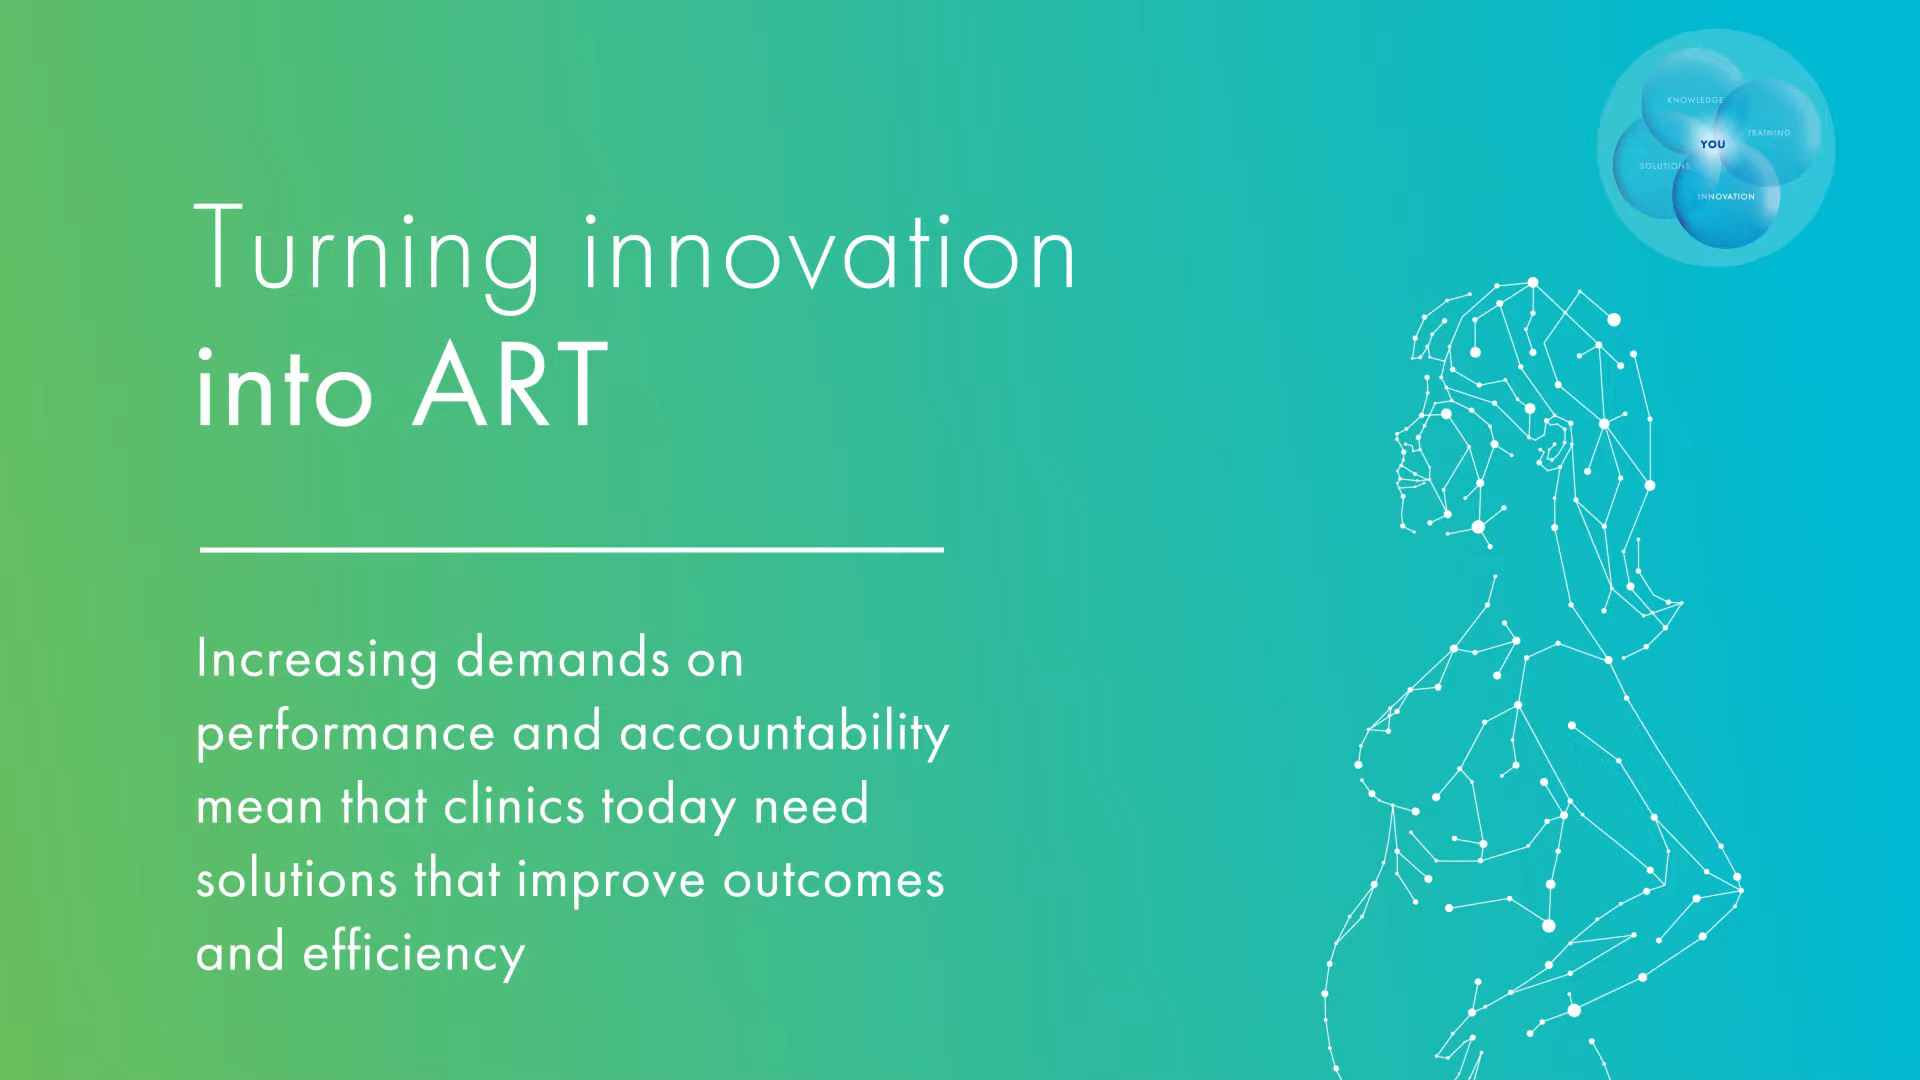 KNOWLEDGE
TRAINING
YOU
SOLUTIONS
INNOVATION
Turning innovation
into ART
Increasing demands on
performance and accountability
mean that clinics today need
solutions that improve outcomes
and efficiency